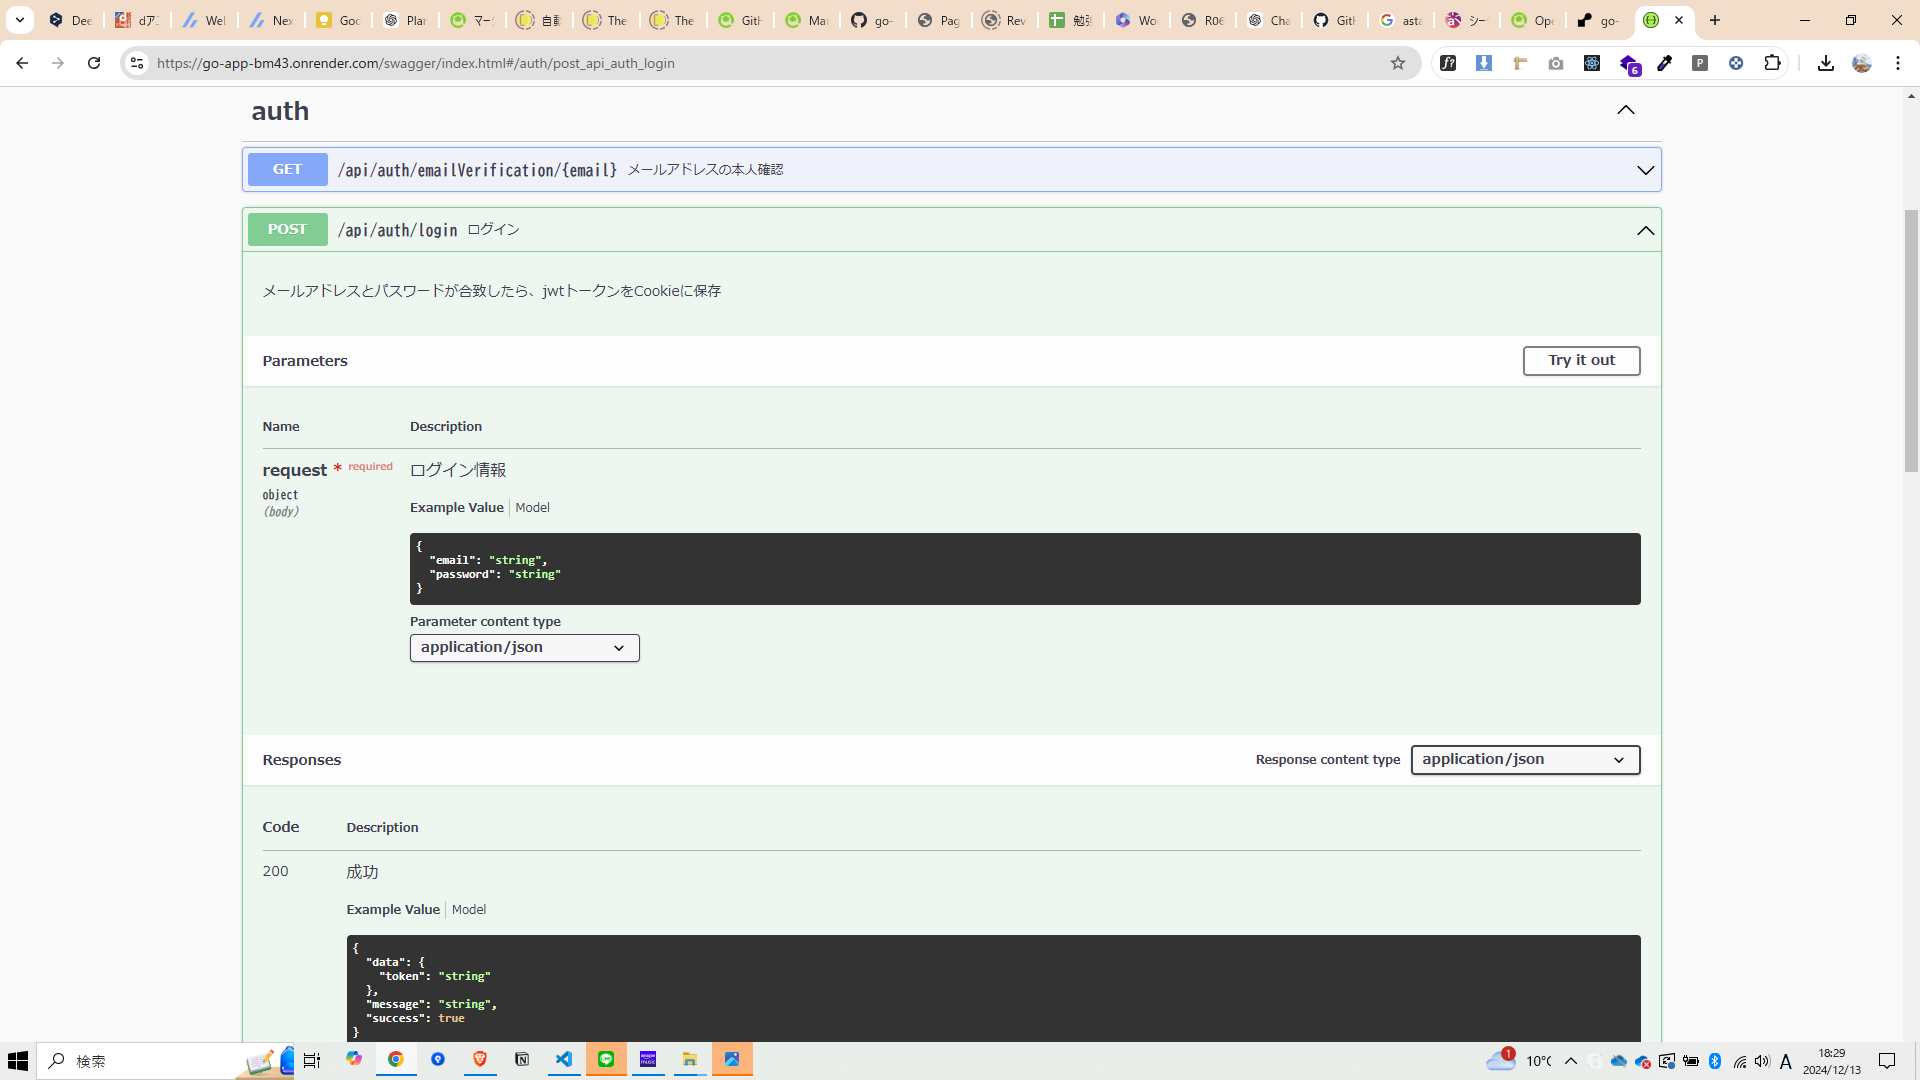 Dee
dア
Wel
Nex
Goc
Plar
マー
自動
The
The
Gith
Mar
go-
Pag
Rev
勉強
Wo
R06
Cha
Gith
asta
シー
Ope
go-
https://go-app-bm43.onrender.com/swagger/index.html#/auth/post_api_auth_login
f?
6
P
auth
GET /api/auth/emailVerification/{email} メールアドレスの本人確認
POST /api/auth/login ログイン
メールアドレスとパスワードが合致したら、jwtトークンをCookieに保存
Parameters
Try it out
Name Description
request * required ログイン情報
object
(body)
Example Value Model
{
"email": "string",
"password": "string"
}
Parameter content type
application/json
Responses
Response content type application/json
Code Description
200 成功
Example Value Model
{
"data": {
"token": "string"
},
"message": "string",
"success": true
}
検索
1
10°C
A
18:29
2024/12/13